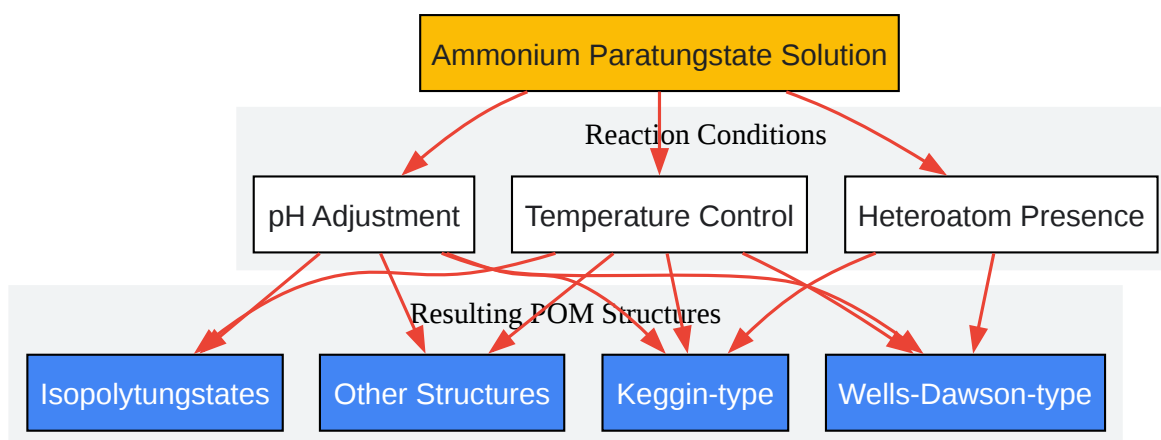 Ammonium Paratungstate Solution
Reaction Conditions
pH Adjustment
Temperature Control
Heteroatom Presence
Resulting POM Structures
Isopolytungstates
Other Structures
Keggin-type
Wells-Dawson-type